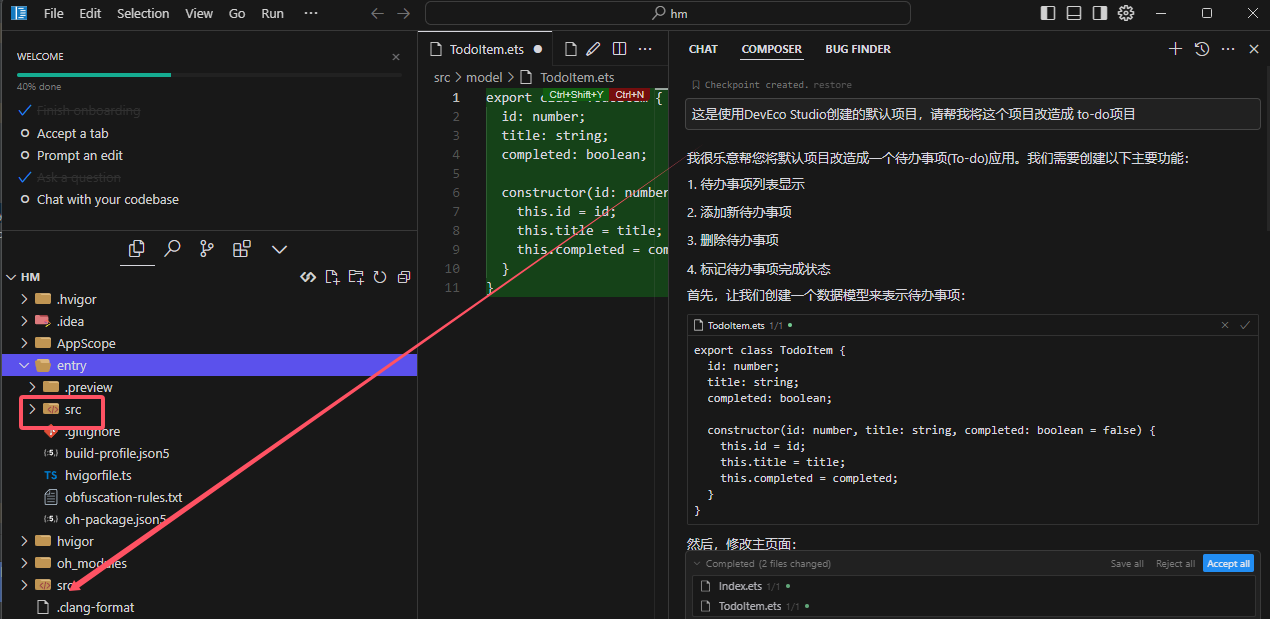 File Edit Selection View Go Run ···
hm
WELCOME
40% done
Finish onboarding
Accept a tab
Prompt an edit
Ask a question
Chat with your codebase
HM
.hvigor
.idea
AppScope
entry
.preview
src
.gitignore
build-profile.json5
TS hvigorfile.ts
obfuscation-rules.txt
oh-package.json5
hvigor
oh_modules
src
.clang-format
TodoItem.ets
src > model > TodoItem.ets
Ctrl+Shift+Y Ctrl+N
1 export class TodoItem {
2 id: number;
3 title: string;
4 completed: boolean;
5
6 constructor(id: number
7 this.id = id;
8 this.title = title;
9 this.completed = com
10 }
11 }
CHAT COMPOSER BUG FINDER
Checkpoint created. restore
这是使用DevEco Studio创建的默认项目，请帮我将这个项目改造成 to-do项目
我很乐意帮您将默认项目改造成一个待办事项(To-do)应用。我们需要创建以下主要功能：
1. 待办事项列表显示
2. 添加新待办事项
3. 删除待办事项
4. 标记待办事项完成状态
首先，让我们创建一个数据模型来表示待办事项：
TodoItem.ets 1/1
export class TodoItem {
id: number;
title: string;
completed: boolean;
constructor(id: number, title: string, completed: boolean = false) {
this.id = id;
this.title = title;
this.completed = completed;
}
}
然后，修改主页面：
Completed (2 files changed) Save all Reject all Accept all
Index.ets 1/1
TodoItem.ets 1/1